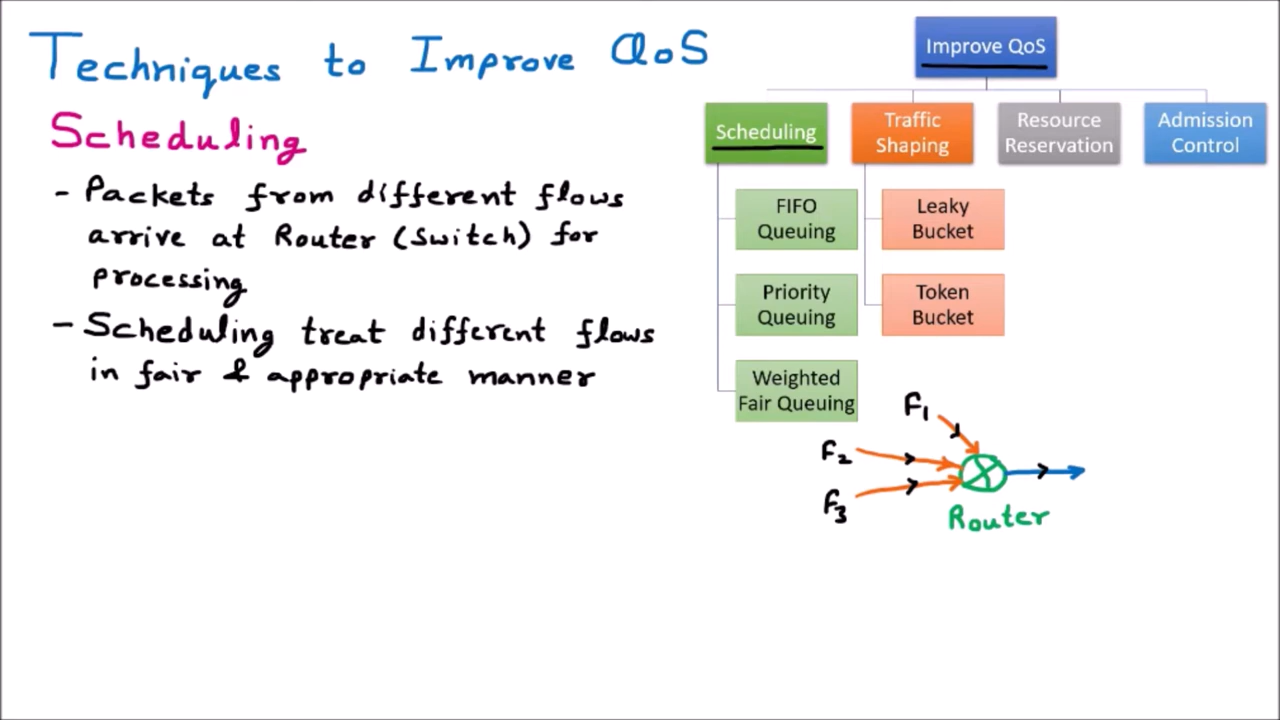 Techniques to Improve QoS
Scheduling
- Packets from different flows
arrive at Router (Switch) for
processing
- Scheduling treat different flows
in fair & appropriate manner
Improve QoS
Scheduling
Traffic
Shaping
Resource
Reservation
Admission
Control
FIFO
Queuing
Leaky
Bucket
Priority
Queuing
Token
Bucket
Weighted
Fair Queuing
F1
F2
F3
Router